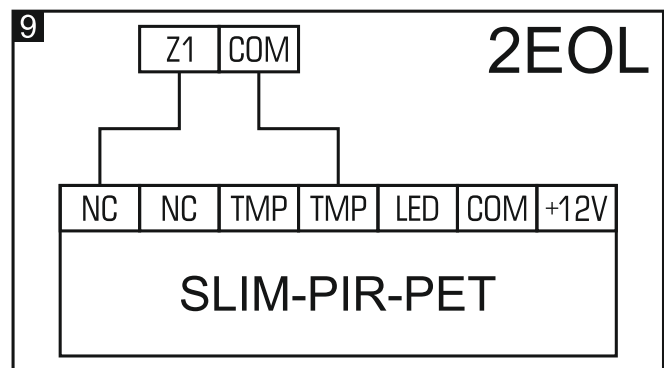 9
2EOL
Z1 COM
NC NC TMP TMP LED COM +12V
SLIM-PIR-PET